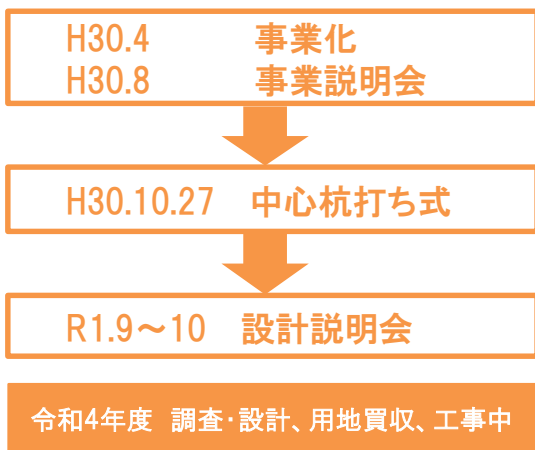 H30.4 事業化
H30.8 事業説明会
H30.10.27 中心杭打ち式
R1.9～10 設計説明会
令和4年度 調査・設計、用地買収、工事中